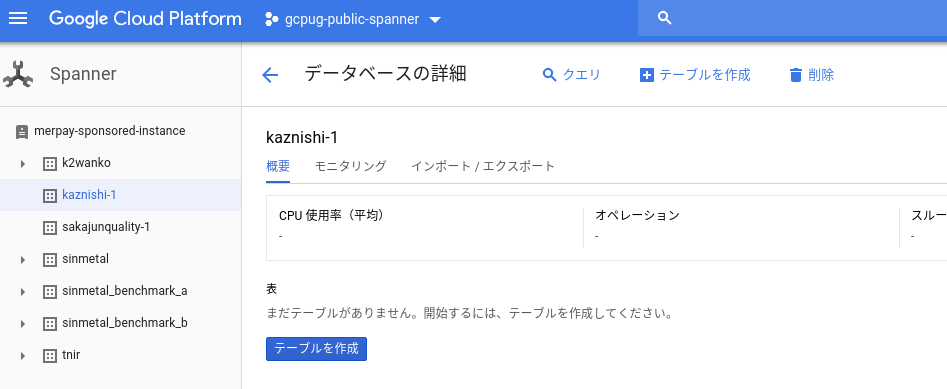 Google Cloud Platform
gcpug-public-spanner
Spanner
データベースの詳細
クエリ
テーブルを作成
削除
merpay-sponsored-instance
k2wanko
kaznishi-1
sakajunquality-1
sinmetal
sinmetal_benchmark_a
sinmetal_benchmark_b
tnir
kaznishi-1
概要 モニタリング インポート / エクスポート
CPU 使用率（平均） オペレーション スルー
- - -
表
まだテーブルがありません。開始するには、テーブルを作成してください。
テーブルを作成